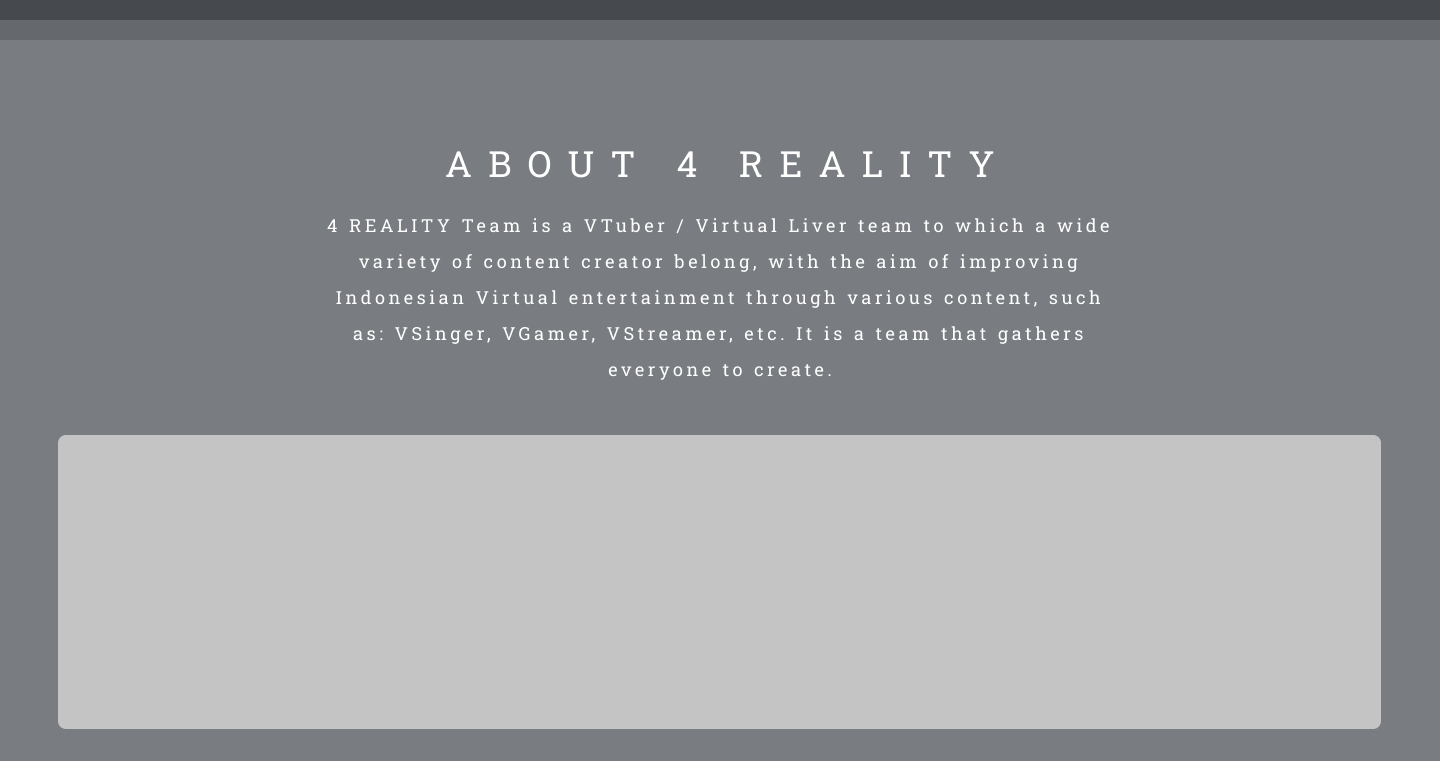 ABOUT 4 REALITY
4 REALITY Team is a VTuber / Virtual Liver team to which a wide
variety of content creator belong, with the aim of improving
Indonesian Virtual entertainment through various content, such
as: VSinger, VGamer, VStreamer, etc. It is a team that gathers
everyone to create.